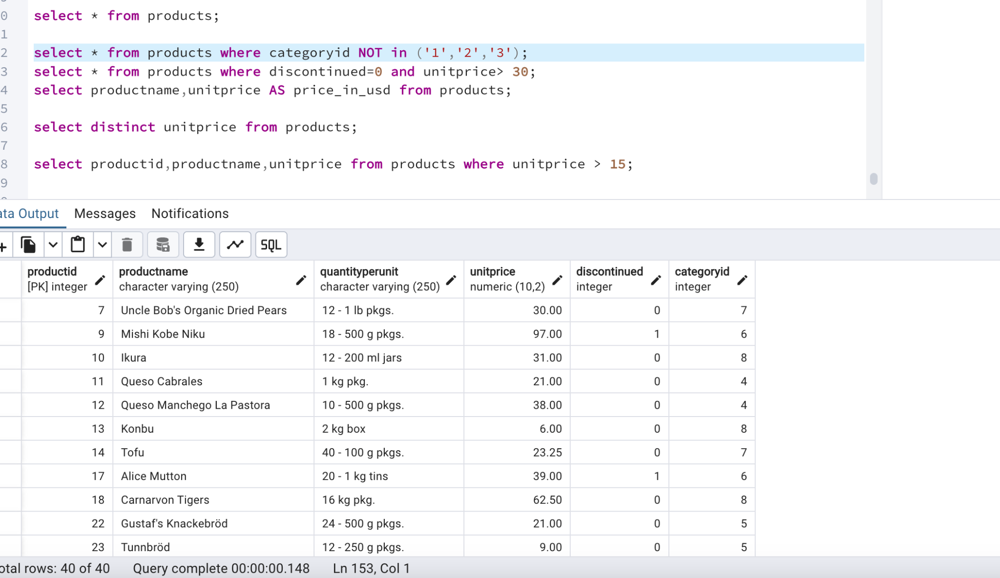 0 select * from products;
1
2 select * from products where categoryid NOT in ('1','2','3');
3 select * from products where discontinued=0 and unitprice> 30;
4 select productname,unitprice AS price_in_usd from products;
5
6 select distinct unitprice from products;
7
8 select productid,productname,unitprice from products where unitprice > 15;
9
ata Output Messages Notifications
SQL
productid productname quantityperunit unitprice discontinued categoryid
[PK] integer character varying (250) character varying (250) numeric (10,2) integer integer
7 Uncle Bob's Organic Dried Pears 12 - 1 lb pkgs. 30.00 0 7
9 Mishi Kobe Niku 18 - 500 g pkgs. 97.00 1 6
10 Ikura 12 - 200 ml jars 31.00 0 8
11 Queso Cabrales 1 kg pkg. 21.00 0 4
12 Queso Manchego La Pastora 10 - 500 g pkgs. 38.00 0 4
13 Konbu 2 kg box 6.00 0 8
14 Tofu 40 - 100 g pkgs. 23.25 0 7
17 Alice Mutton 20 - 1 kg tins 39.00 1 6
18 Carnarvon Tigers 16 kg pkg. 62.50 0 8
22 Gustaf's Knackebröd 24 - 500 g pkgs. 21.00 0 5
23 Tunnbröd 12 - 250 g pkgs. 9.00 0 5
otal rows: 40 of 40 Query complete 00:00:00.148 Ln 153, Col 1